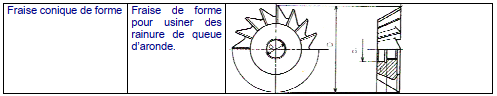 Fraise conique de forme
Fraise de forme
pour usiner des
rainure de queue
d'aronde.